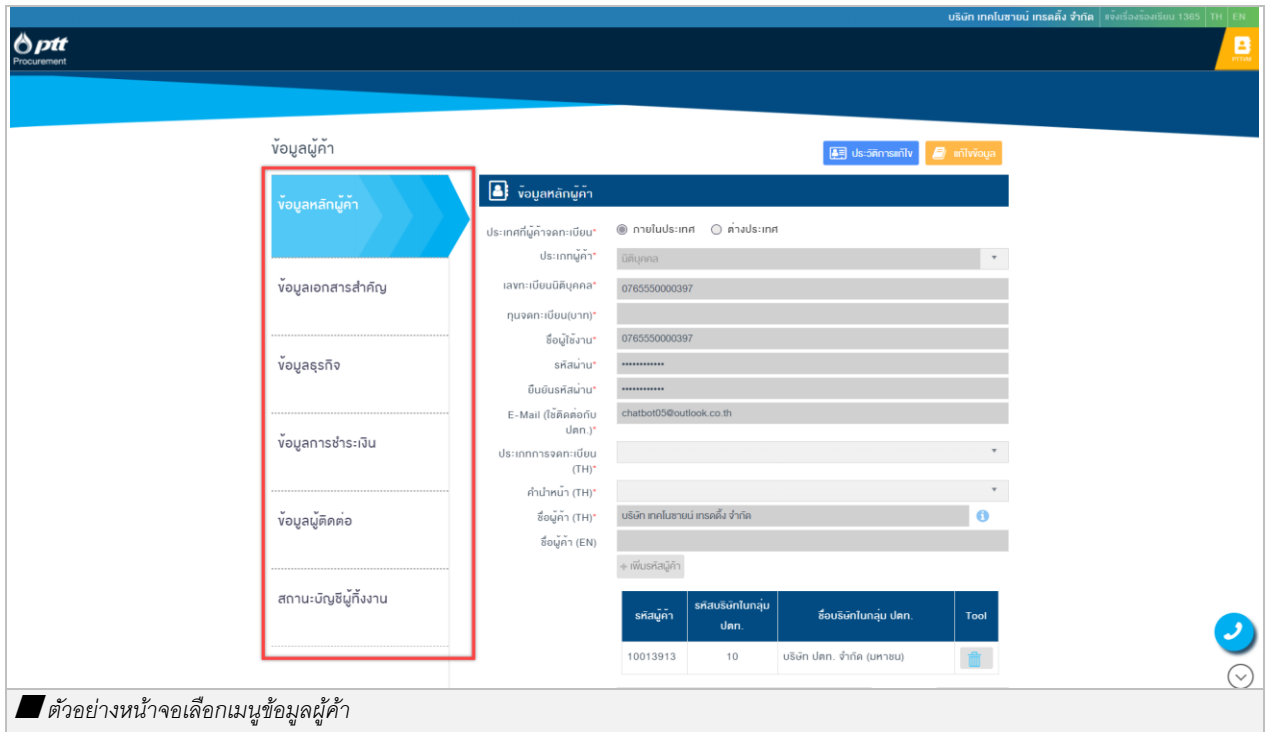 บริษัท เทคโนซายน์ เทรดดิ้ง จำกัด แจ้งเรื่องร้องเรียน 1365 TH EN
ptt
Procurement
PT1VM
ข้อมูลผู้ค้า
ประวัติการแก้ไข แก้ไขข้อมูล
ข้อมูลหลักผู้ค้า
ข้อมูลเอกสารสำคัญ
ข้อมูลธุรกิจ
ข้อมูลการชำระเงิน
ข้อมูลผู้ติดต่อ
สถานะบัญชีผู้ทิ้งงาน
ข้อมูลหลักผู้ค้า
ประเทศที่ผู้ค้าจดทะเบียน* ภายในประเทศ ต่างประเทศ
ประเภทผู้ค้า* นิติบุคคล
เลขทะเบียนนิติบุคคล* 0765550000397
ทุนจดทะเบียน(บาท)*
ชื่อผู้ใช้งาน* 0765550000397
รหัสผ่าน* ••••••••••••
ยืนยันรหัสผ่าน* ••••••••••••
E-Mail (ใช้ติดต่อกับ chatbot05@outlook.co.th
ปตท.)*
ประเภทการจดทะเบียน
(TH)*
คำนำหน้า (TH)*
ชื่อผู้ค้า (TH)* บริษัท เทคโนซายน์ เทรดดิ้ง จำกัด
ชื่อผู้ค้า (EN)
+ เพิ่มรหัสผู้ค้า
รหัสผู้ค้า รหัสบริษัทในกลุ่ม ปตท. ชื่อบริษัทในกลุ่ม ปตท. Tool
10013913 10 บริษัท ปตท. จำกัด (มหาชน)
ตัวอย่างหน้าจอเลือกเมนูข้อมูลผู้ค้า